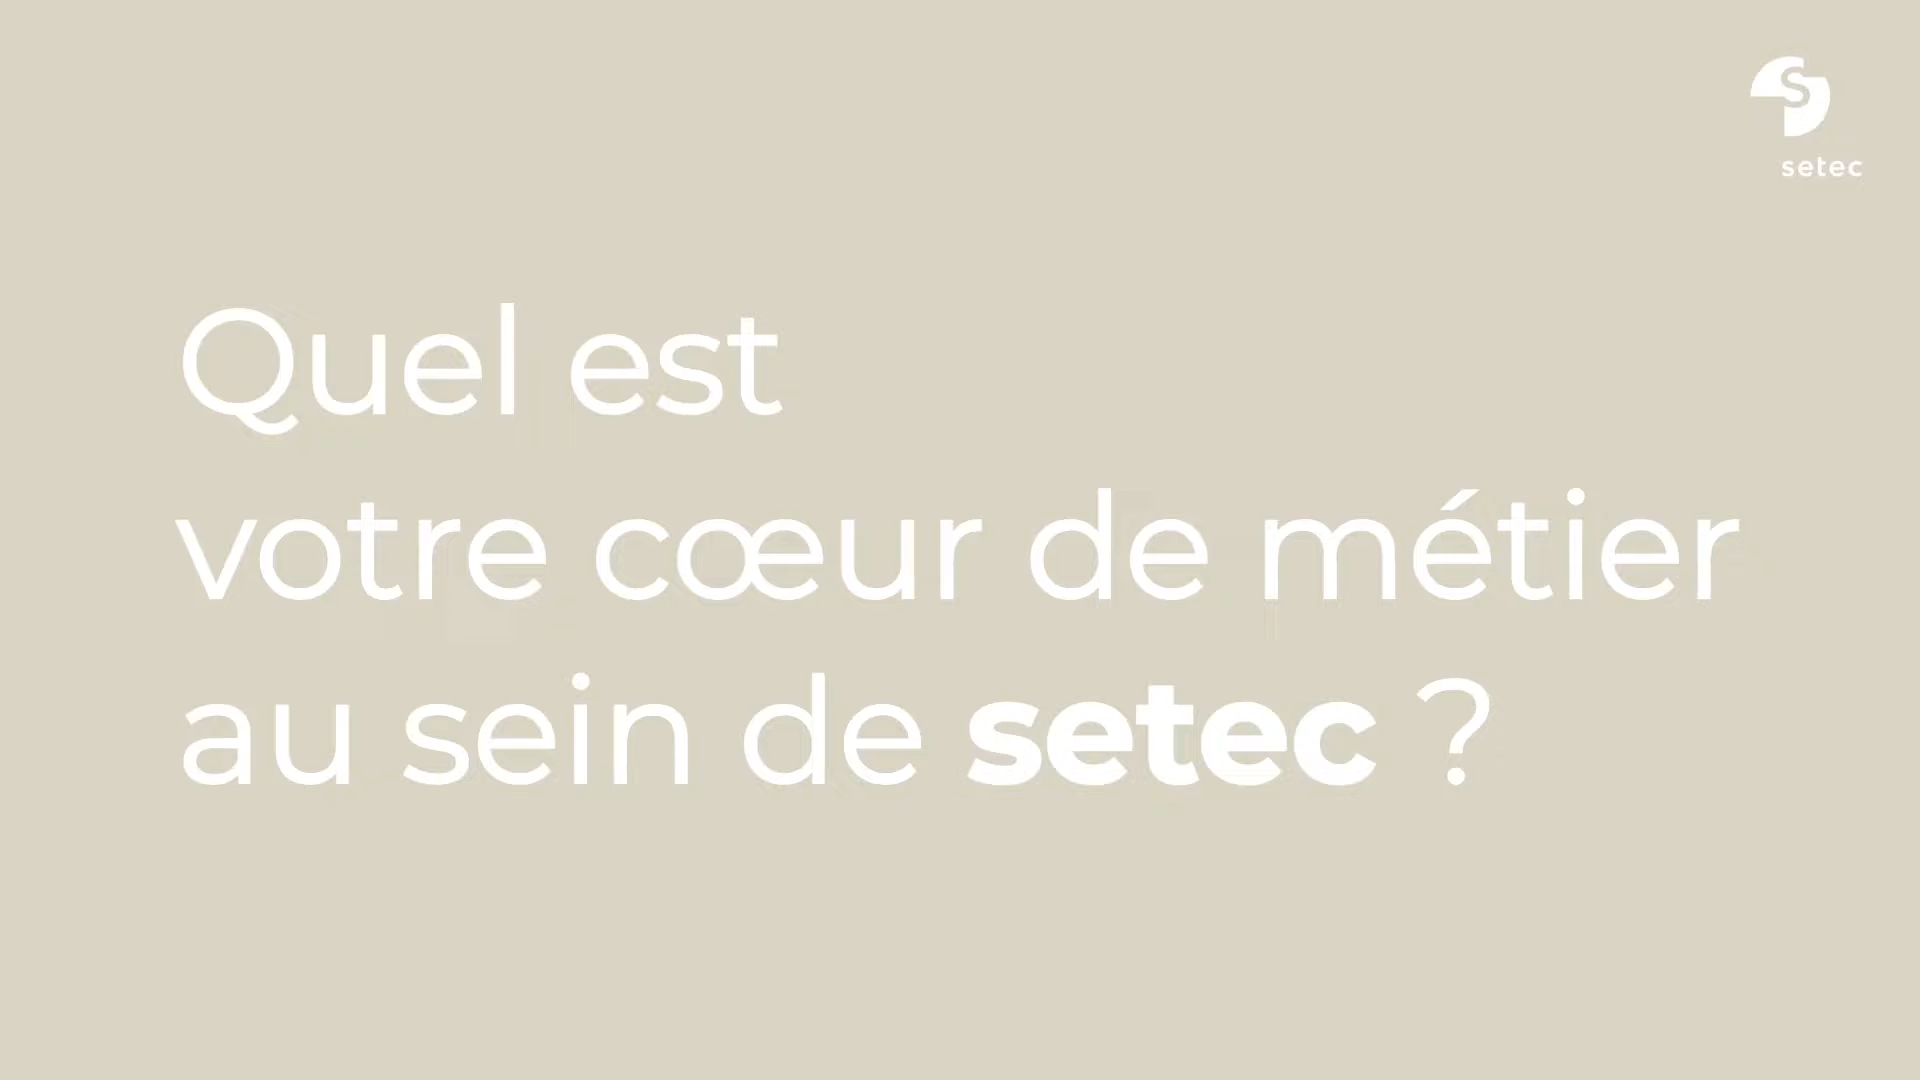 setec
Quel est
votre cœur de métier
au sein de setec ?